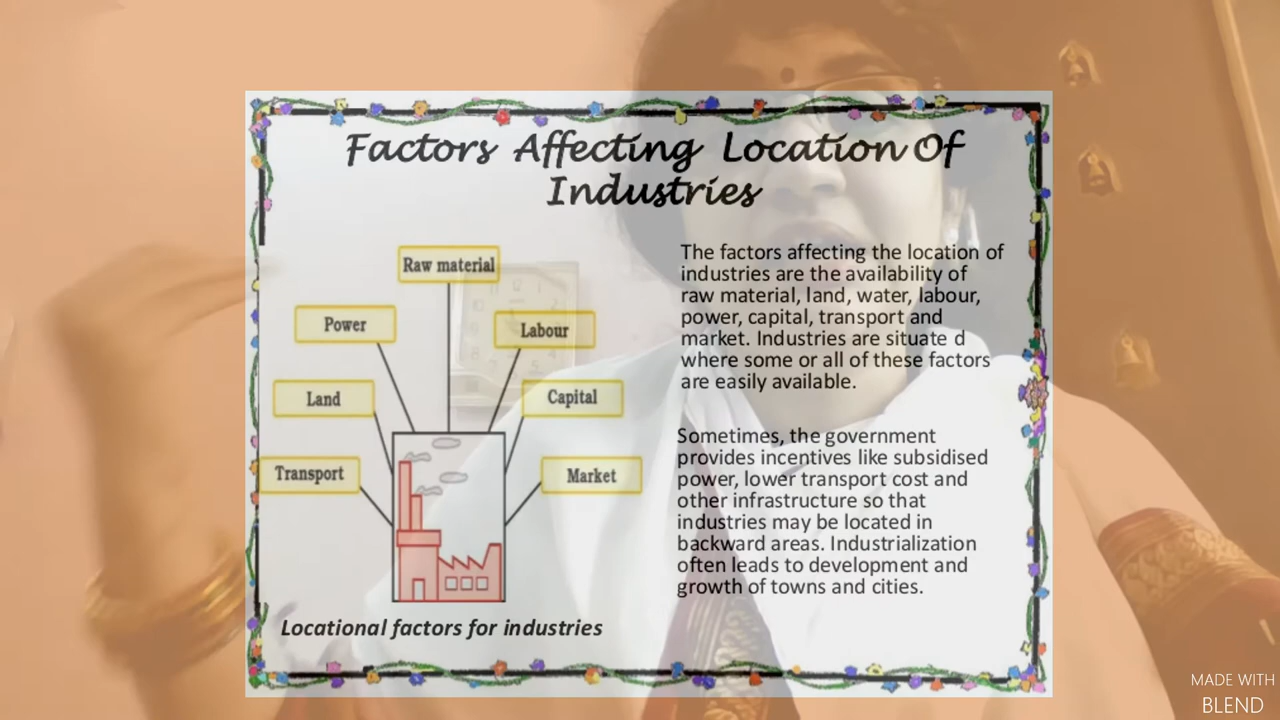 Factors Affecting Location Of
Industries
Raw material
Power
Labour
Land
Capital
Transport
Market
Locational factors for industries
The factors affecting the location of
industries are the availability of
raw material, land, water, labour,
power, capital, transport and
market. Industries are situate d
where some or all of these factors
are easily available.
Sometimes, the government
provides incentives like subsidised
power, lower transport cost and
other infrastructure so that
industries may be located in
backward areas. Industrialization
often leads to development and
growth of towns and cities.
MADE WITH
BLEND